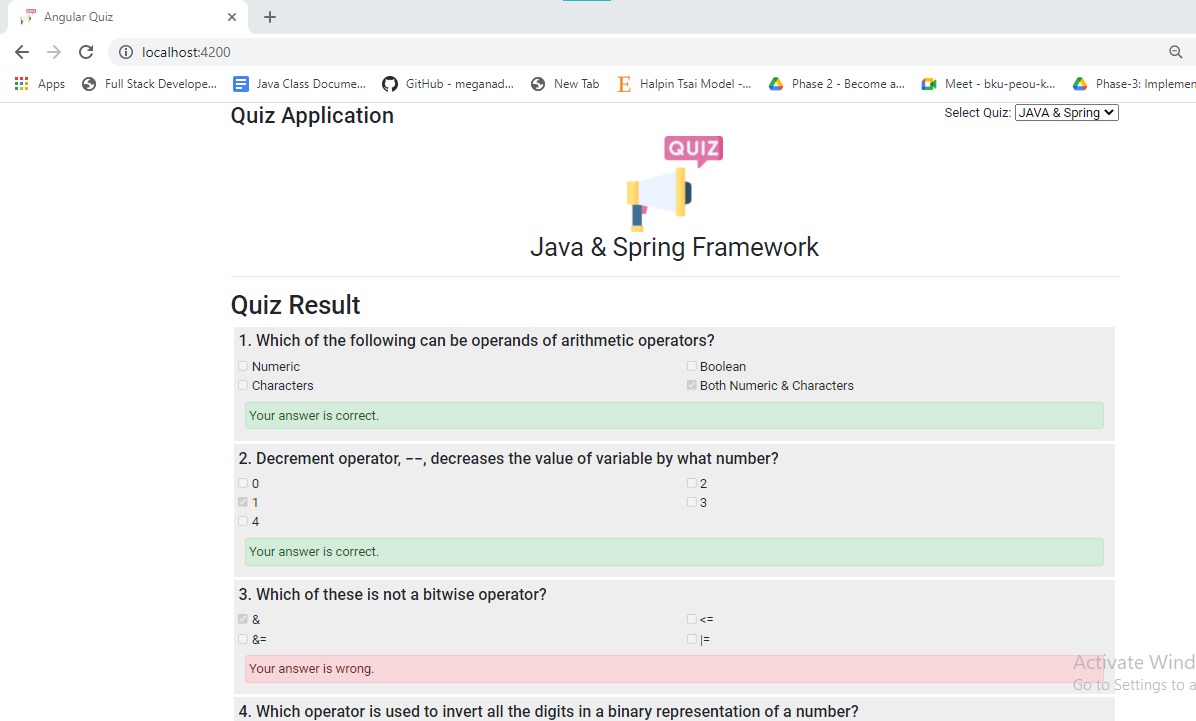 Angular Quiz
localhost:4200
Apps Full Stack Develope... Java Class Docume... GitHub - meganad... New Tab Halpin Tsai Model -... Phase 2 - Become a... Meet - bku-peou-k... Phase-3: Implemen
Quiz Application Select Quiz: JAVA & Spring
QUIZ
Java & Spring Framework
Quiz Result
1. Which of the following can be operands of arithmetic operators?
Numeric Boolean
Characters Both Numeric & Characters
Your answer is correct.
2. Decrement operator, −−, decreases the value of variable by what number?
0 2
1 3
4
Your answer is correct.
3. Which of these is not a bitwise operator?
& <=
&= |=
Your answer is wrong.
Activate Wind
Go to Settings to a
4. Which operator is used to invert all the digits in a binary representation of a number?